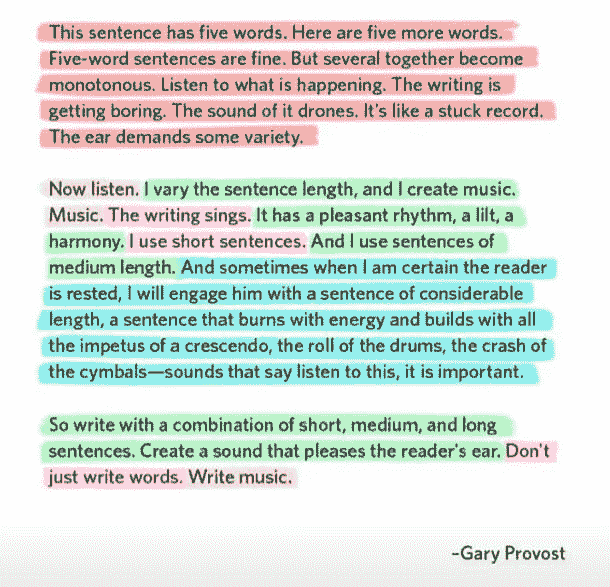 This sentence has five words. Here are five more words.
Five-word sentences are fine. But several together become
monotonous. Listen to what is happening. The writing is
getting boring. The sound of it drones. It's like a stuck record.
The ear demands some variety.
Now listen. I vary the sentence length, and I create music.
Music. The writing sings. It has a pleasant rhythm, a lilt, a
harmony. I use short sentences. And I use sentences of
medium length. And sometimes when I am certain the reader
is rested, I will engage him with a sentence of considerable
length, a sentence that burns with energy and builds with all
the impetus of a crescendo, the roll of the drums, the crash of
the cymbals—sounds that say listen to this, it is important.
So write with a combination of short, medium, and long
sentences. Create a sound that pleases the reader's ear. Don't
just write words. Write music.
–Gary Provost